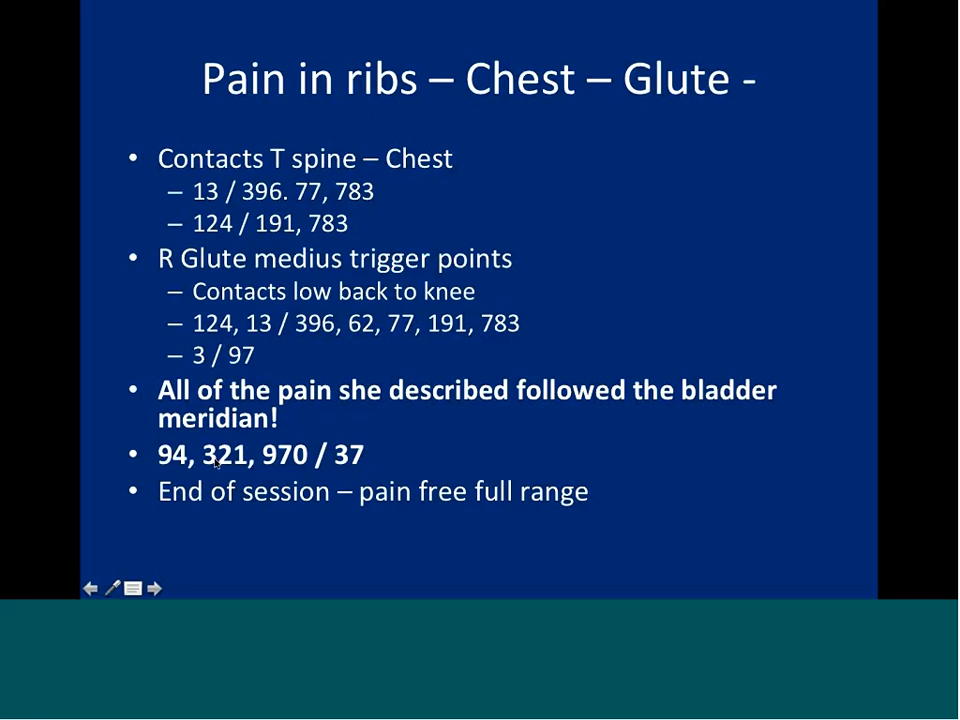 Pain in ribs – Chest – Glute -
• Contacts T spine – Chest
– 13 / 396. 77, 783
– 124 / 191, 783
• R Glute medius trigger points
– Contacts low back to knee
– 124, 13 / 396, 62, 77, 191, 783
– 3 / 97
• All of the pain she described followed the bladder
meridian!
• 94, 321, 970 / 37
• End of session – pain free full range